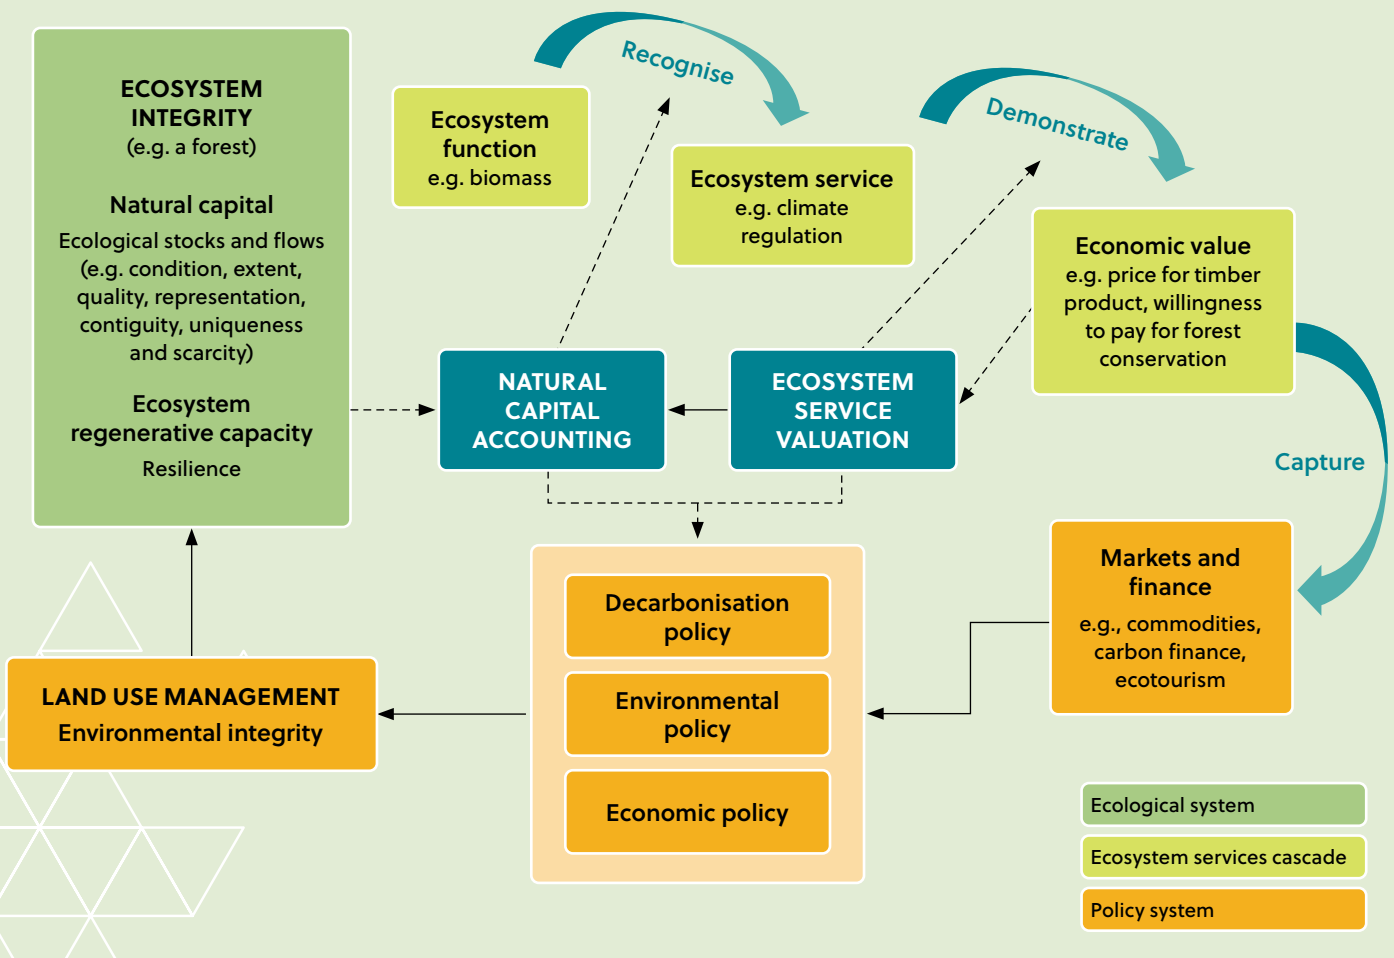 ECOSYSTEM
INTEGRITY
(e.g. a forest)
Natural capital
Ecological stocks and flows
(e.g. condition, extent,
quality, representation,
contiguity, uniqueness
and scarcity)
Ecosystem
regenerative capacity
Resilience
Ecosystem
function
e.g. biomass
Recognise
Ecosystem service
e.g. climate
regulation
Demonstrate
Economic value
e.g. price for timber
product, willingness
to pay for forest
conservation
NATURAL
CAPITAL
ACCOUNTING
ECOSYSTEM
SERVICE
VALUATION
Capture
Markets and
finance
e.g., commodities,
carbon finance,
ecotourism
Decarbonisation
policy
Environmental
policy
Economic policy
LAND USE MANAGEMENT
Environmental integrity
Ecological system
Ecosystem services cascade
Policy system